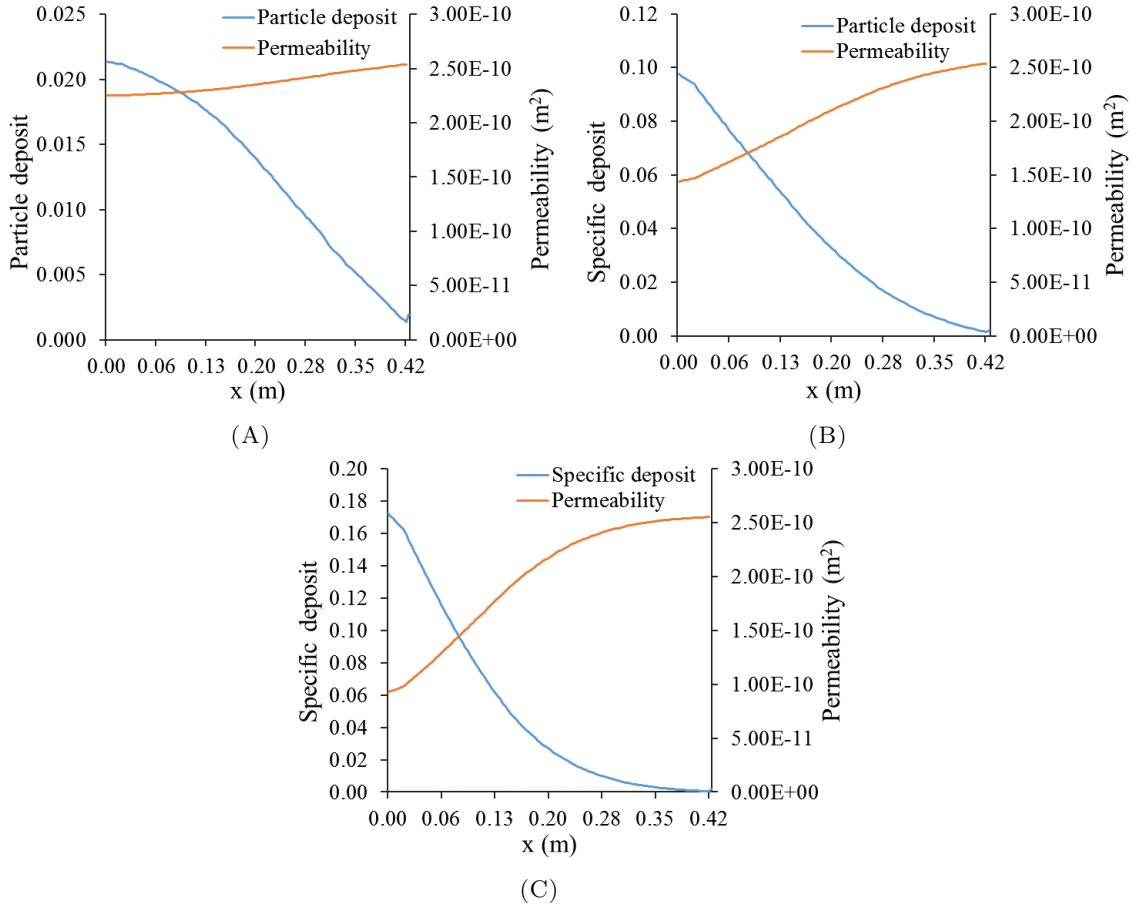 Particle deposit
Permeability
0.025
0.020
0.015
0.010
0.005
0.000
Particle deposit
3.00E-10
2.50E-10
2.00E-10
1.50E-10
1.00E-10
5.00E-11
0.00E+00
Permeability (m²)
0.00 0.06 0.13 0.20 0.28 0.35 0.42
x (m)
(A)
Particle deposit
Permeability
0.12
0.10
0.08
0.06
0.04
0.02
0.00
Specific deposit
3.00E-10
2.50E-10
2.00E-10
1.50E-10
1.00E-10
5.00E-11
0.00E+00
Permeability (m²)
0.00 0.06 0.13 0.20 0.28 0.35 0.42
x (m)
(B)
Specific deposit
Permeability
0.20
0.18
0.16
0.14
0.12
0.10
0.08
0.06
0.04
0.02
0.00
Specific deposit
3.00E-10
2.50E-10
2.00E-10
1.50E-10
1.00E-10
5.00E-11
0.00E+00
Permeability (m²)
0.00 0.06 0.13 0.20 0.28 0.35 0.42
x (m)
(C)